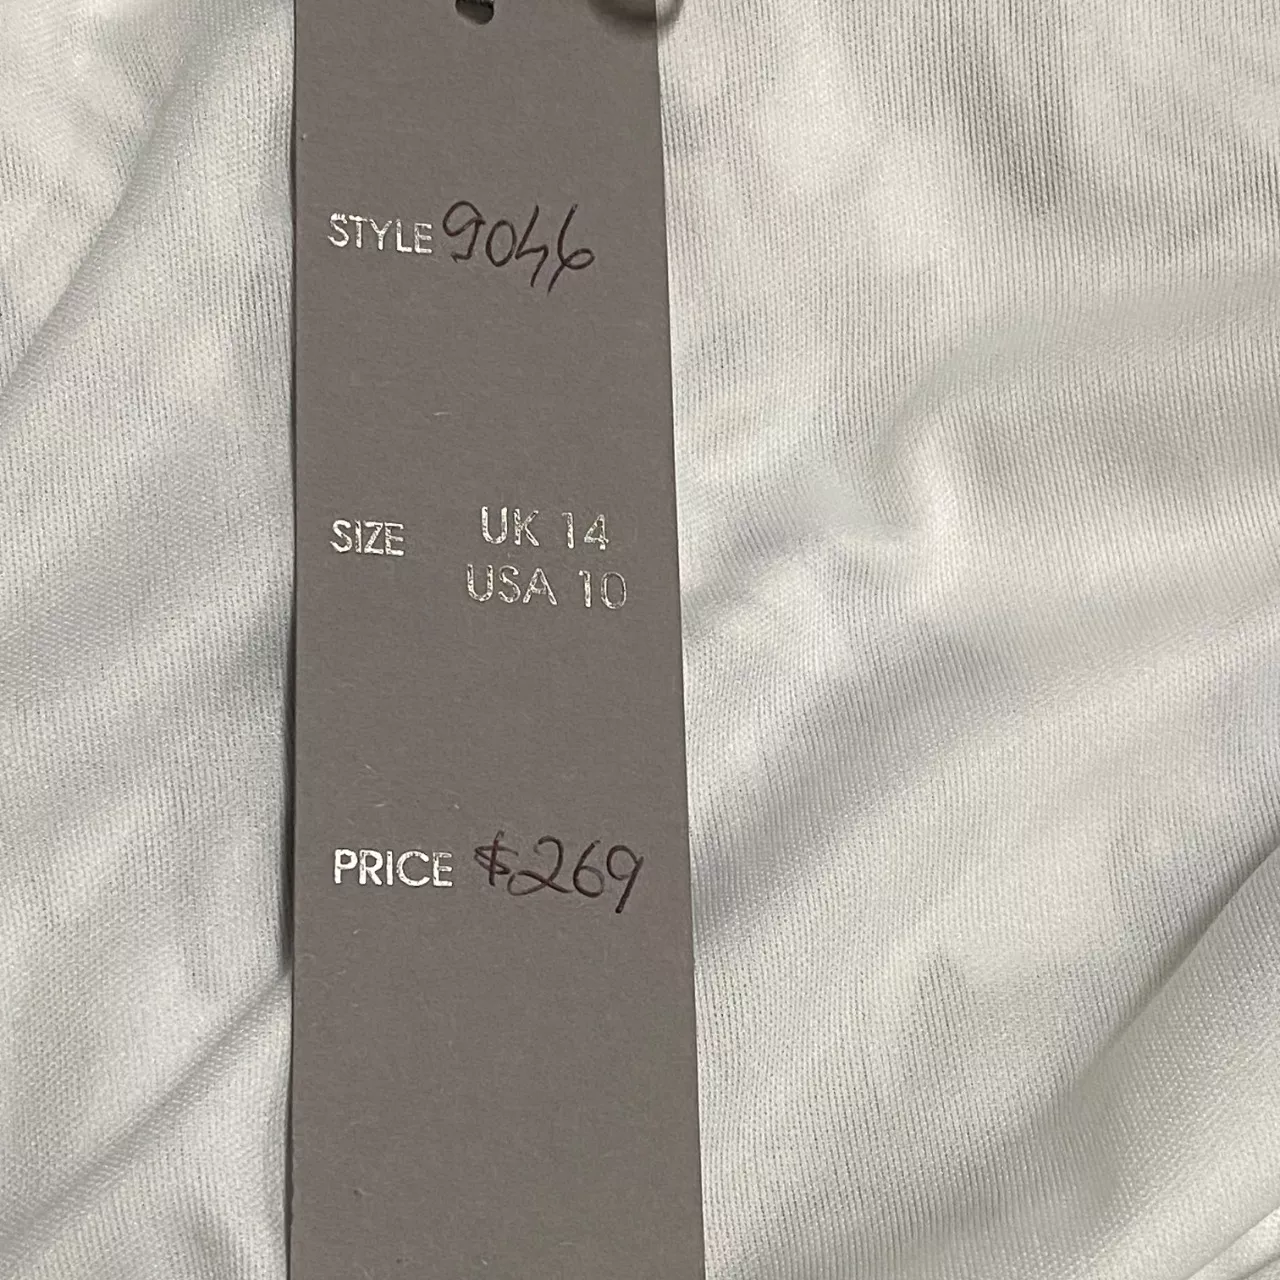 STYLE 9046
SIZE UK 14
USA 10
PRICE $269